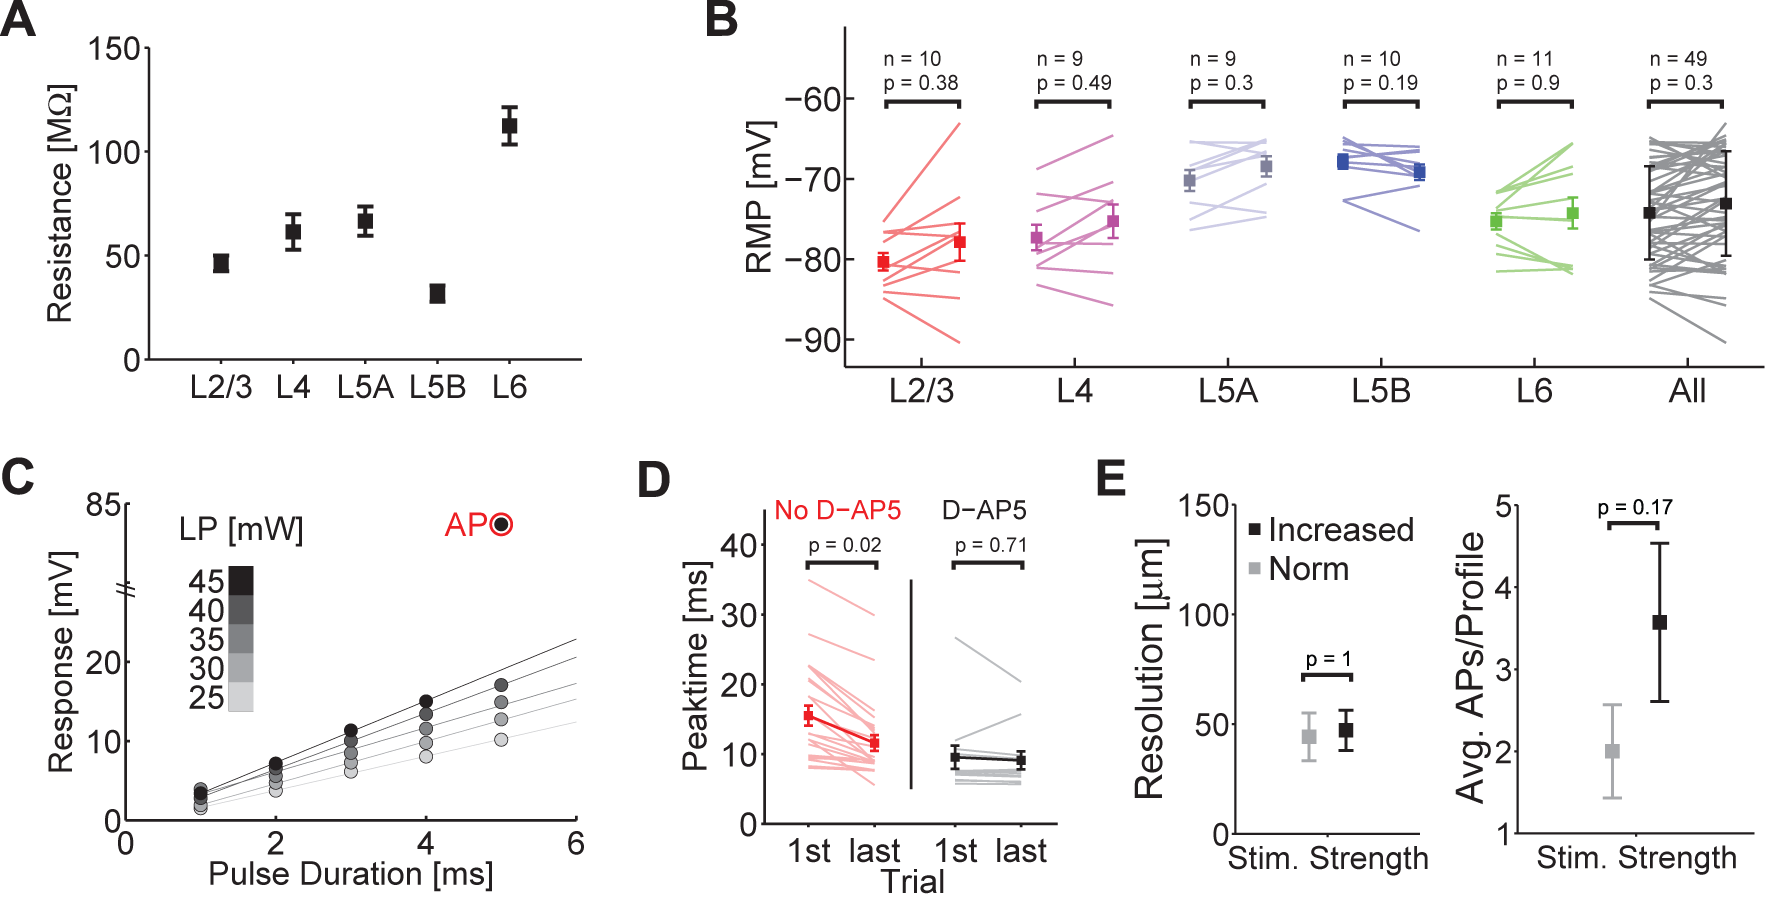 A
150
100
50
0
Resistance [MΩ]
L2/3 L4 L5A L5B L6
B
n = 10
p = 0.38
n = 9
p = 0.49
n = 9
p = 0.3
n = 10
p = 0.19
n = 11
p = 0.9
n = 49
p = 0.3
−60
−70
−80
−90
RMP [mV]
L2/3 L4 L5A L5B L6 All
C
85
20
10
0
Response [mV]
LP [mW]
45
40
35
30
25
AP
0 2 4 6
Pulse Duration [ms]
D
No D−AP5
p = 0.02
D−AP5
p = 0.71
40
30
20
10
0
Peaktime [ms]
1st last 1st last
Trial
E
150
100
50
0
Resolution [μm]
Increased
Norm
p = 1
Stim. Strength
5
4
3
2
1
Avg. APs/Profile
p = 0.17
Stim. Strength